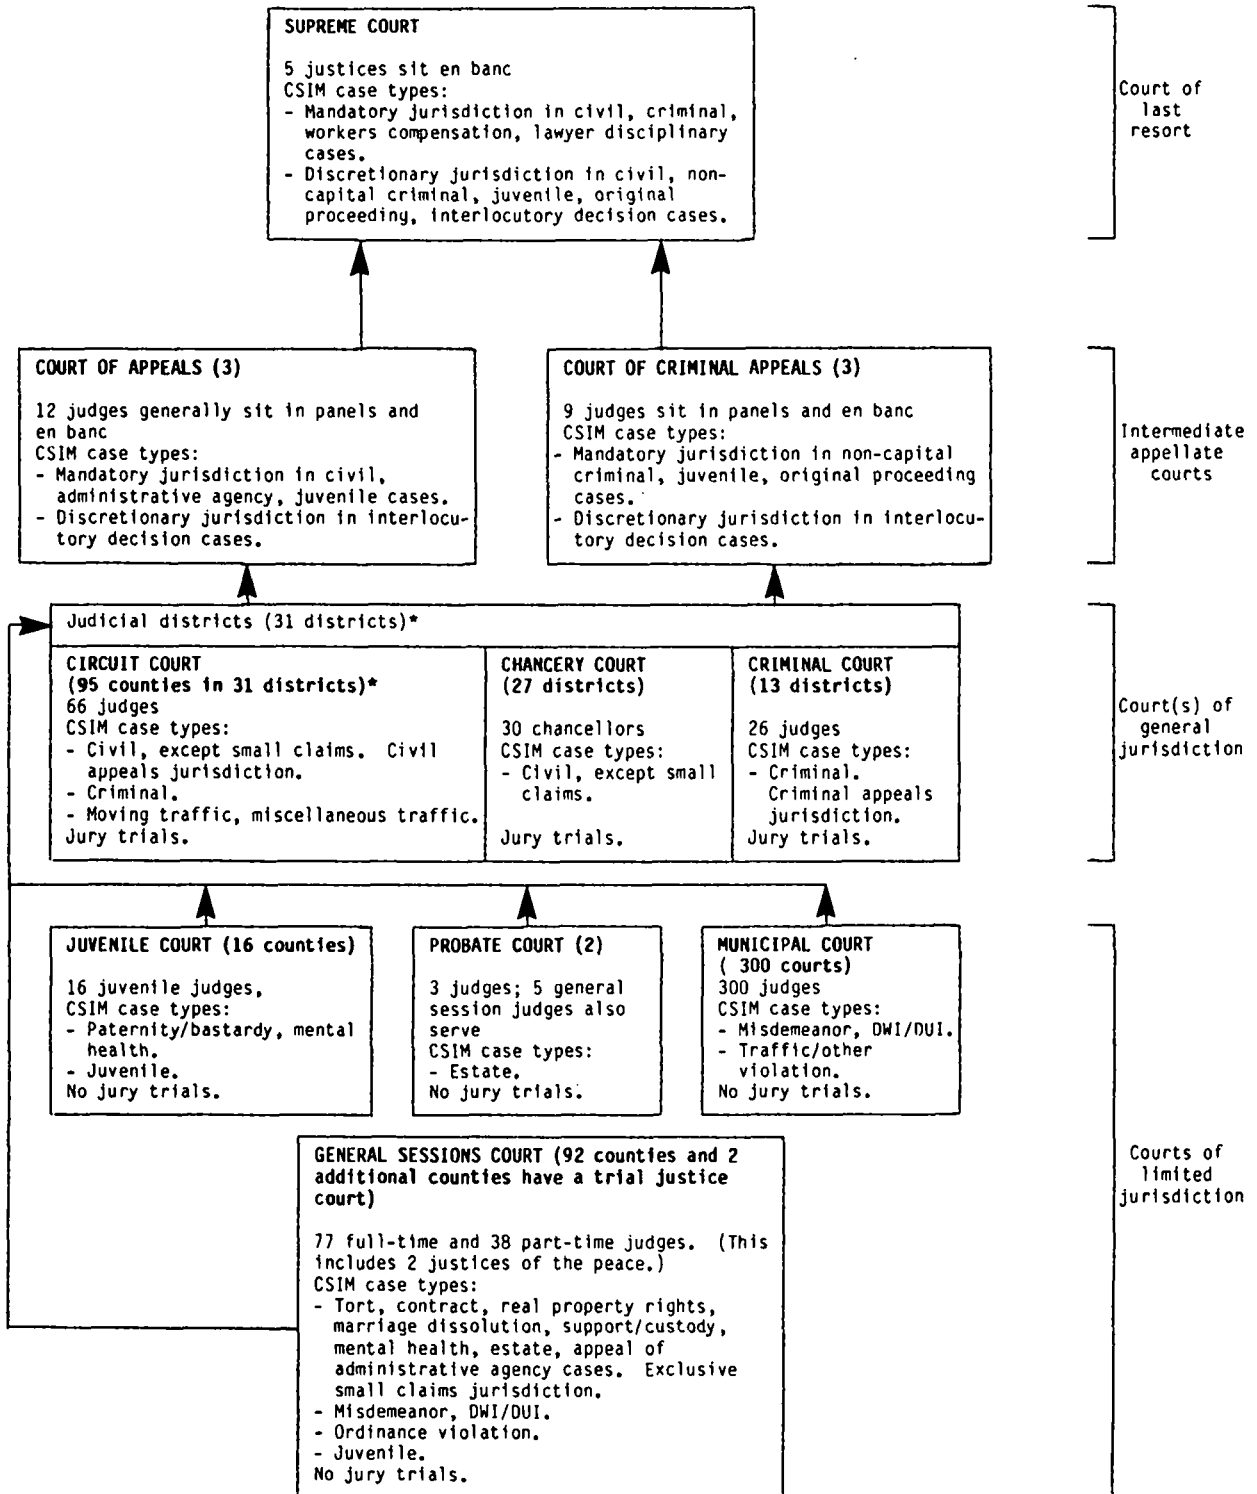 SUPREME COURT
5 justices sit en banc
CSIM case types:
- Mandatory jurisdiction in civil, criminal,
workers compensation, lawyer disciplinary
cases.
- Discretionary jurisdiction in civil, non-
capital criminal, juvenile, original
proceeding, interlocutory decision cases.
Court of
last
resort
COURT OF APPEALS (3)
12 judges generally sit in panels and
en banc
CSIM case types:
- Mandatory jurisdiction in civil,
administrative agency, juvenile cases.
- Discretionary jurisdiction in interlocu-
tory decision cases.
COURT OF CRIMINAL APPEALS (3)
9 judges sit in panels and en banc
CSIM case types:
- Mandatory jurisdiction in non-capital
criminal, juvenile, original proceeding
cases.
- Discretionary jurisdiction in interlocu-
tory decision cases.
Intermediate
appellate
courts
Judicial districts (31 districts)*
CIRCUIT COURT
(95 counties in 31 districts)*
66 judges
CSIM case types:
- Civil, except small claims. Civil
appeals jurisdiction.
- Criminal.
- Moving traffic, miscellaneous traffic.
Jury trials.
CHANCERY COURT
(27 districts)
30 chancellors
CSIM case types:
- Civil, except small
claims.
Jury trials.
CRIMINAL COURT
(13 districts)
26 judges
CSIM case types:
- Criminal.
Criminal appeals
jurisdiction.
Jury trials.
Court(s) of
general
jurisdiction
JUVENILE COURT (16 counties)
16 juvenile judges,
CSIM case types:
- Paternity/bastardy, mental
health.
- Juvenile.
No jury trials.
PROBATE COURT (2)
3 judges; 5 general
session judges also
serve
CSIM case types:
- Estate.
No jury trials.
MUNICIPAL COURT
( 300 courts)
300 judges
CSIM case types:
- Misdemeanor, DWI/DUI.
- Traffic/other
violation.
No jury trials.
GENERAL SESSIONS COURT (92 counties and 2
additional counties have a trial justice
court)
77 full-time and 38 part-time judges. (This
includes 2 justices of the peace.)
CSIM case types:
- Tort, contract, real property rights,
marriage dissolution, support/custody,
mental health, estate, appeal of
administrative agency cases. Exclusive
small claims jurisdiction.
- Misdemeanor, DWI/DUI.
- Ordinance violation.
- Juvenile.
No jury trials.
Courts of
limited
jurisdiction